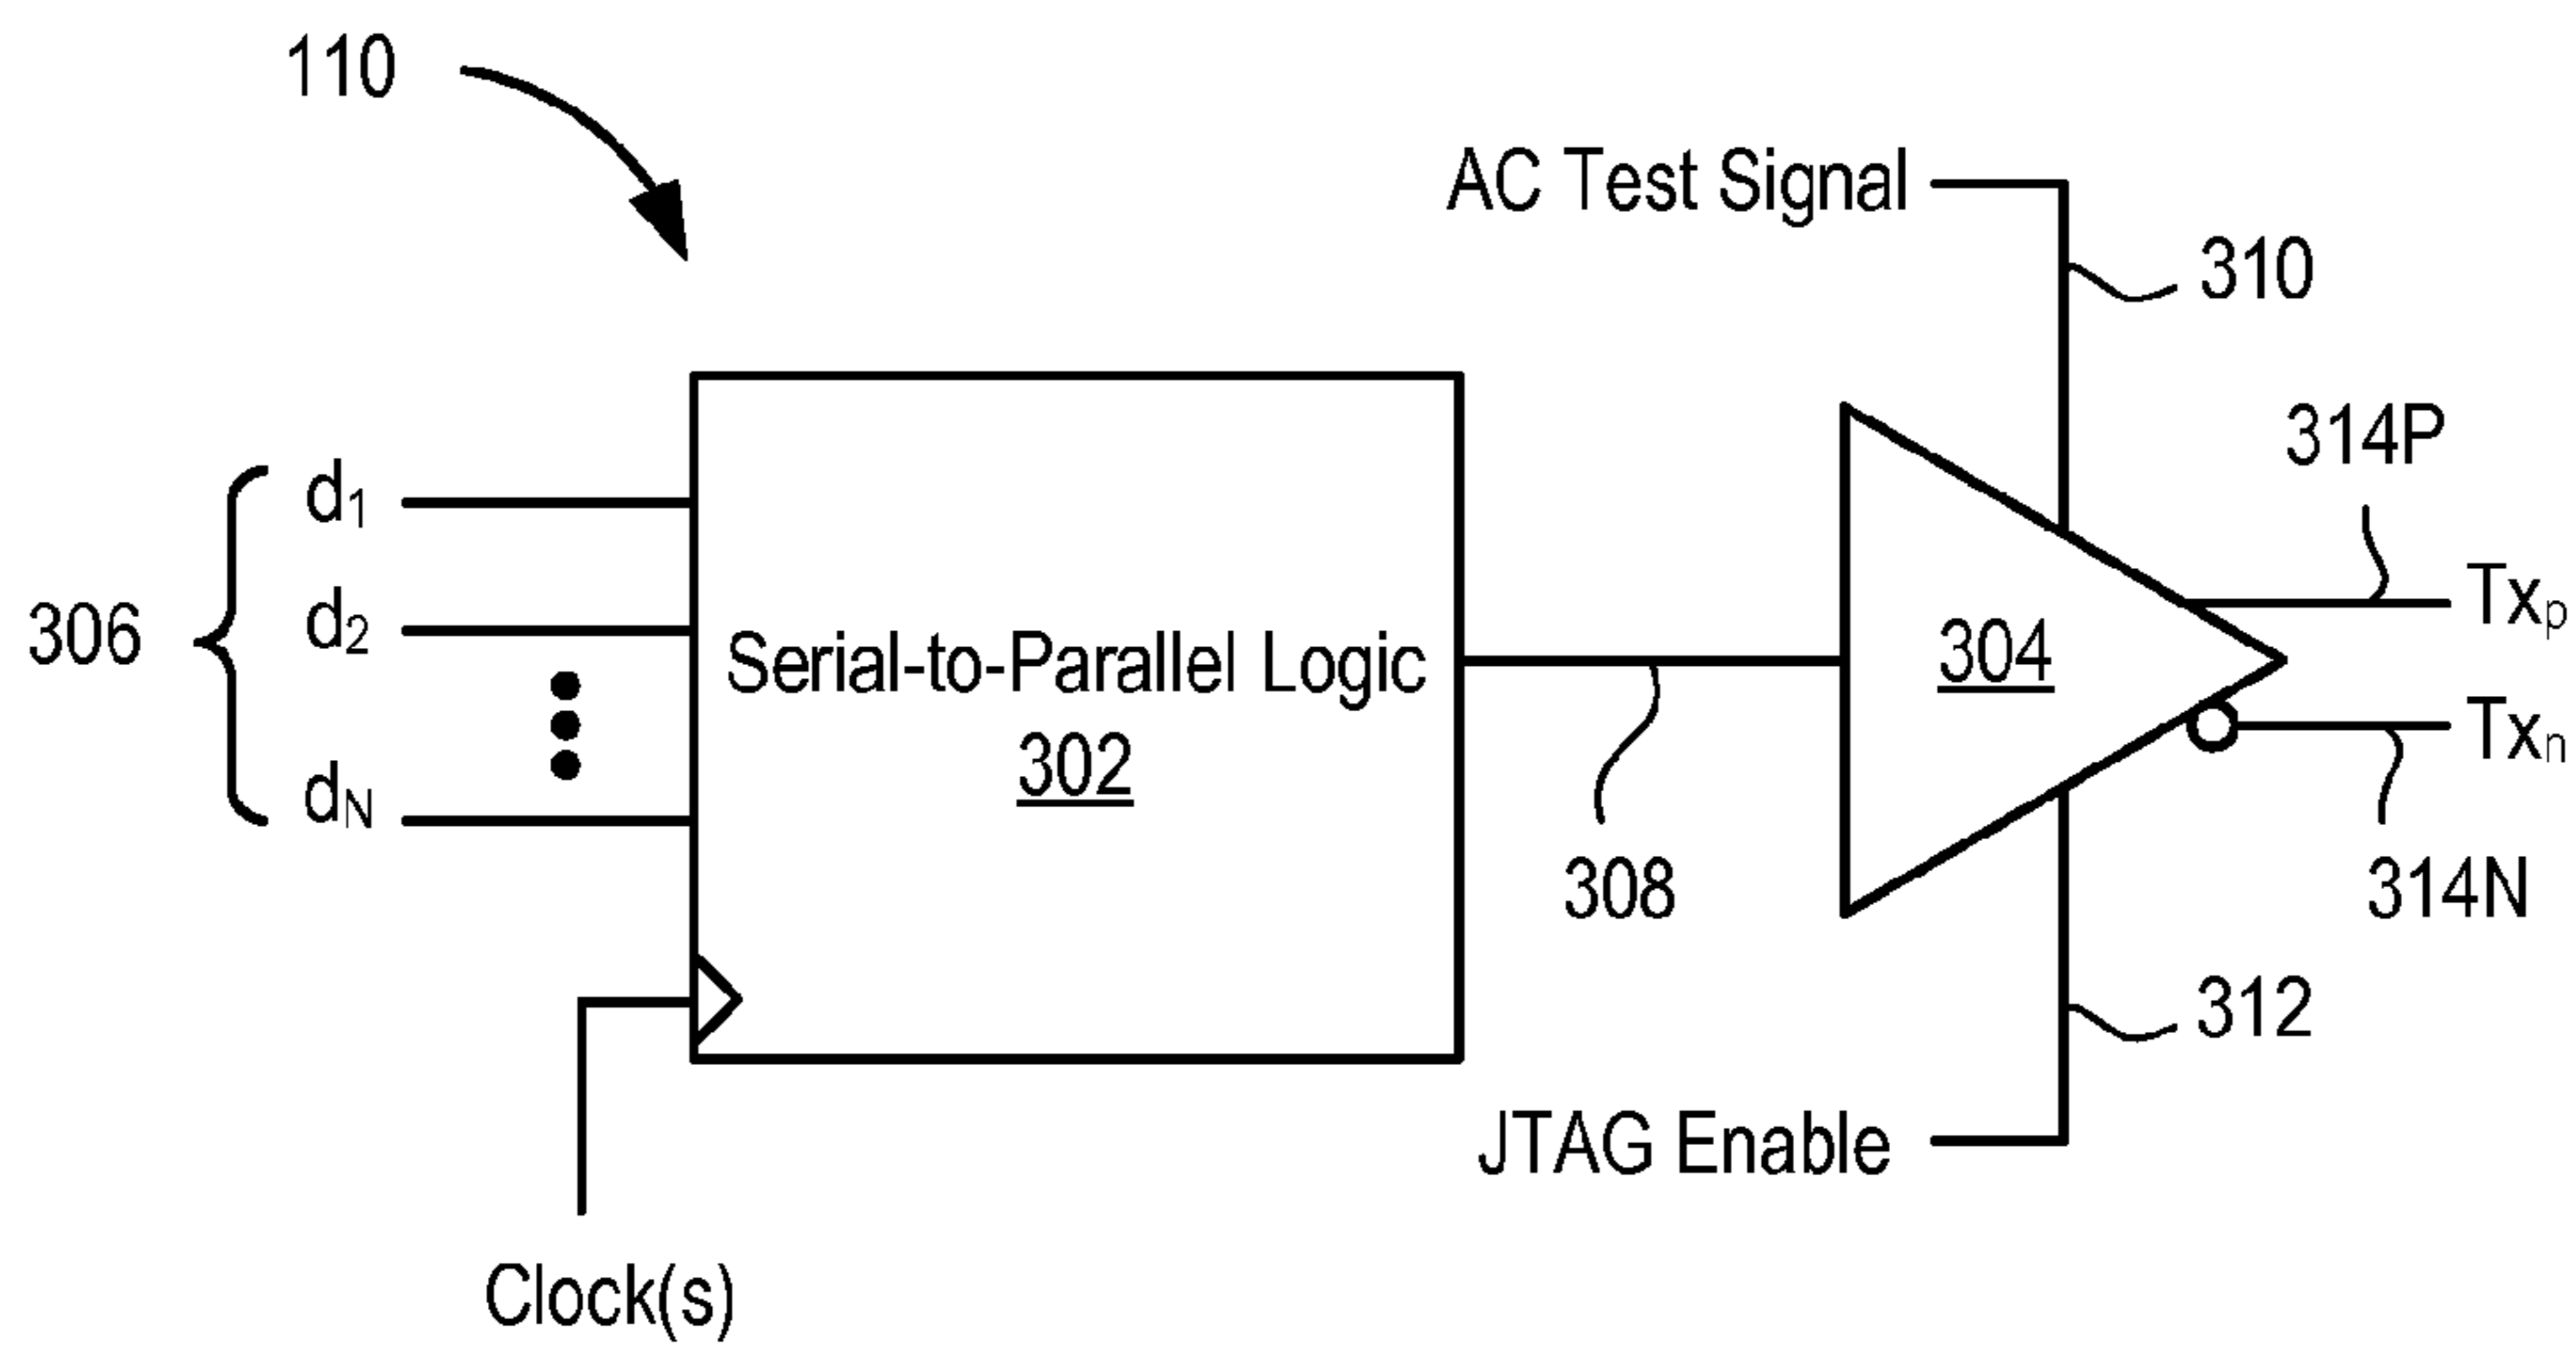 110
AC Test Signal
310
314P
306
d1
d2
dN
Serial-to-Parallel Logic
302
304
Txp
Txn
308
314N
312
JTAG Enable
Clock(s)